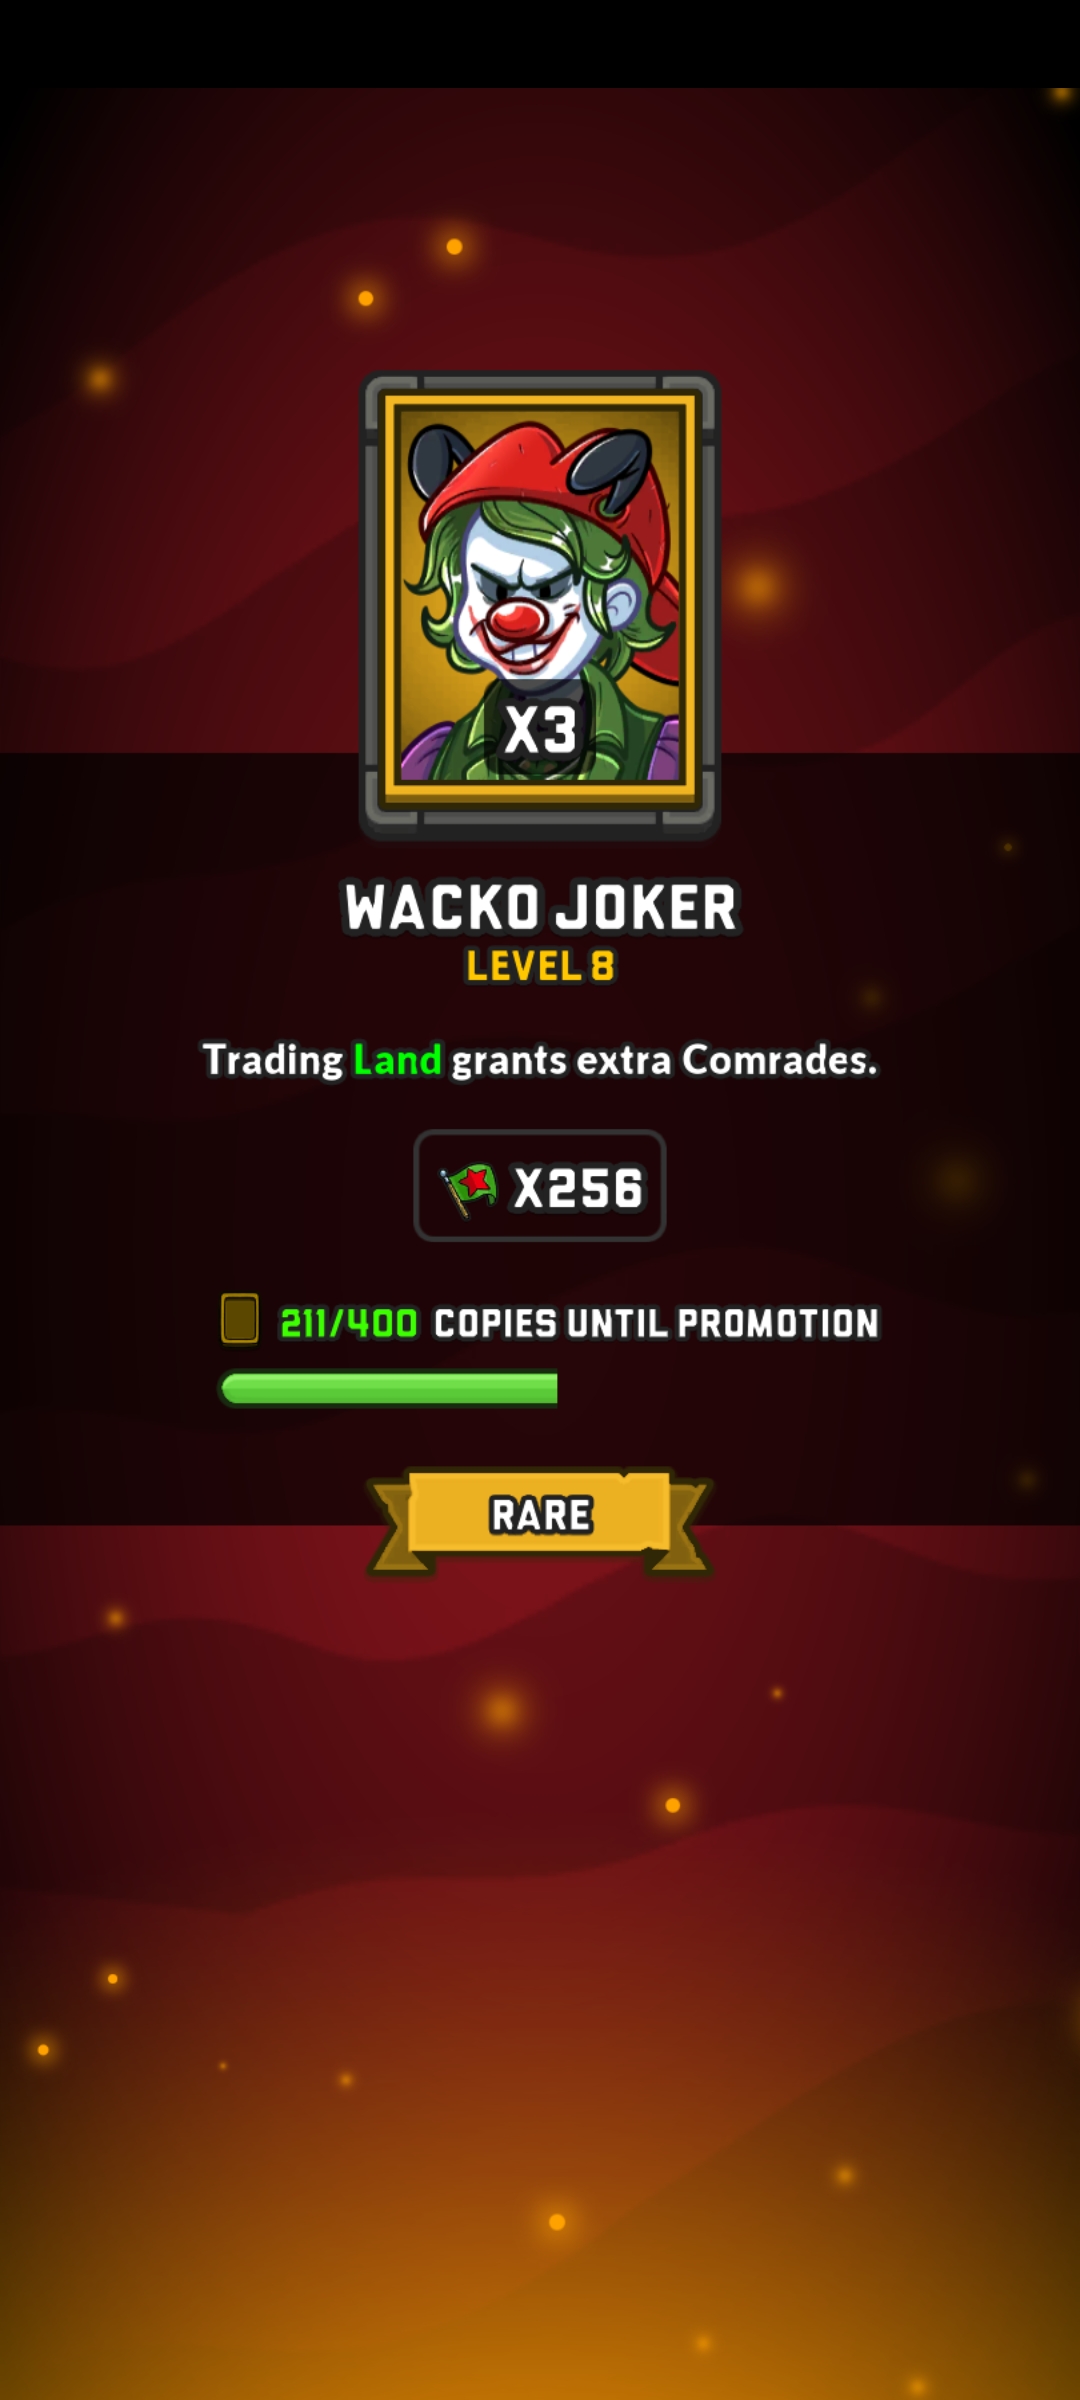 X3
WACKO JOKER
LEVEL 8
Trading Land grants extra Comrades.
X256
211/400 COPIES UNTIL PROMOTION
RARE